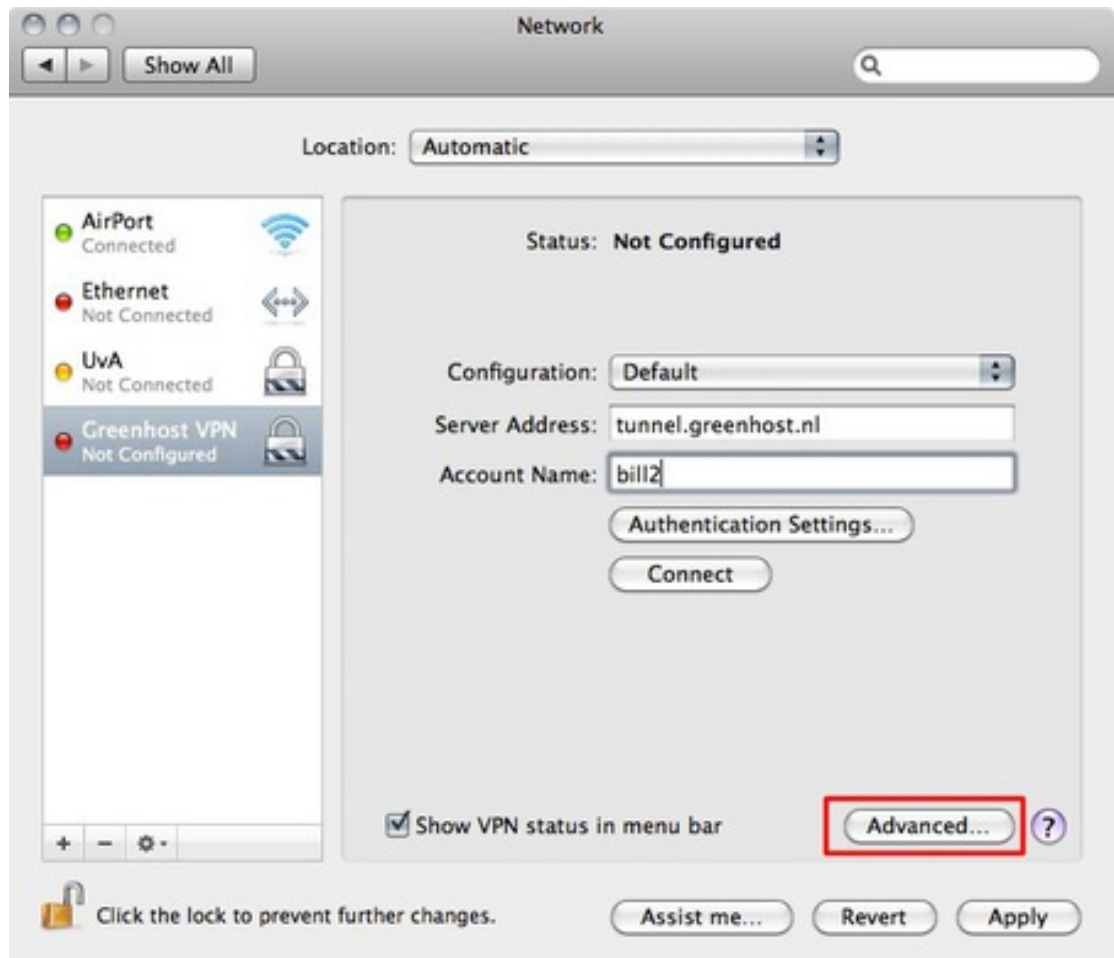 Network
Show All
Location: Automatic
AirPort
Connected
Ethernet
Not Connected
UvA
Not Connected
Greenhost VPN
Not Configured
Status: Not Configured
Configuration: Default
Server Address: tunnel.greenhost.nl
Account Name: bill2
Authentication Settings...
Connect
Show VPN status in menu bar
Advanced... ?
+ −
Click the lock to prevent further changes.
Assist me... Revert Apply